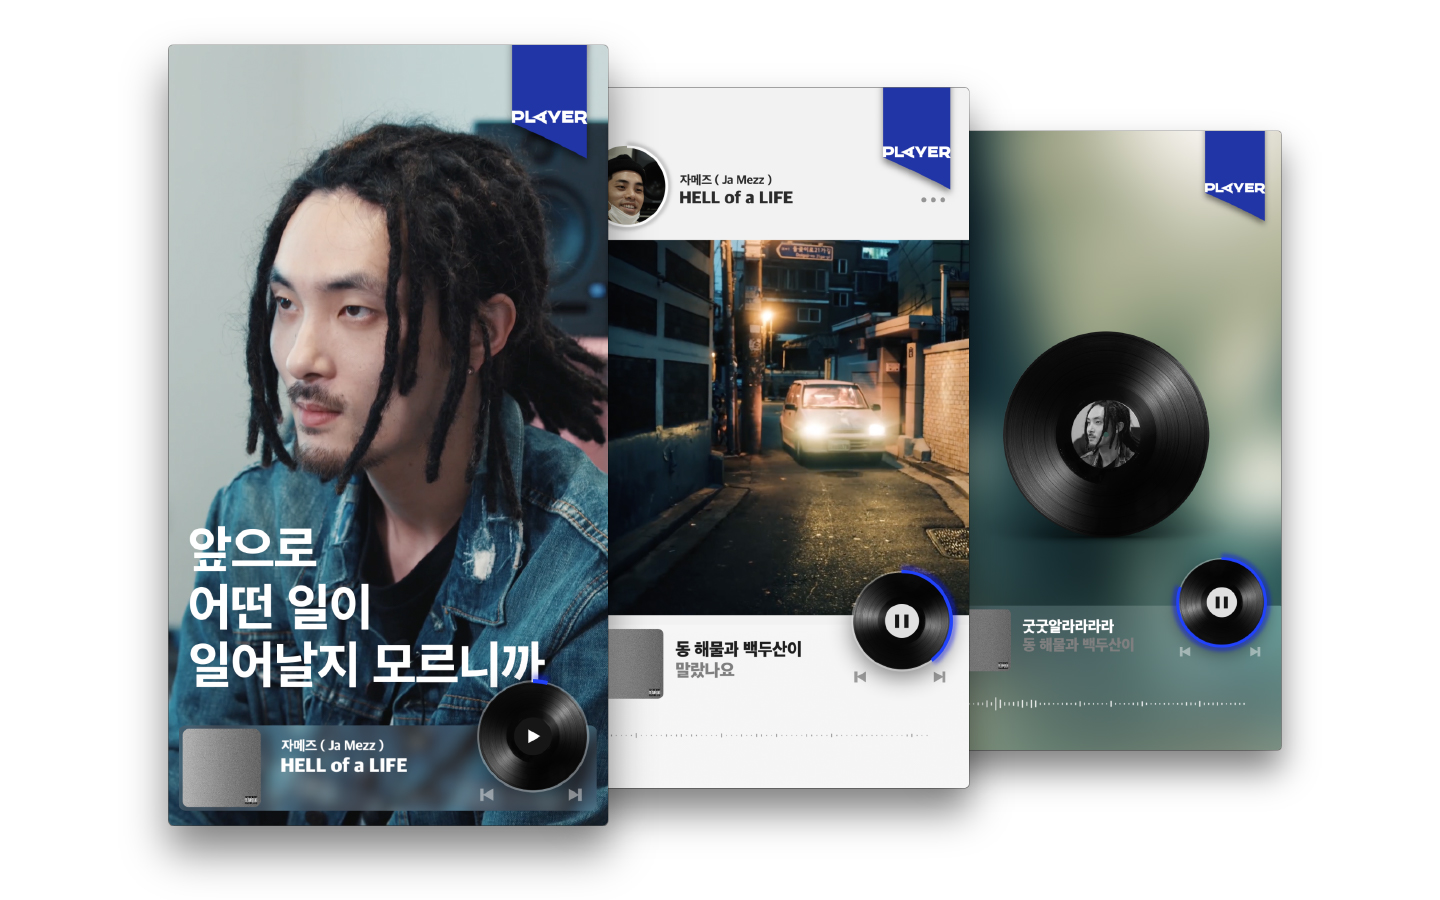 PLAYER
앞으로
어떤 일이
일어날지 모르니까
자메즈 ( Ja Mezz )
HELL of a LIFE
PLAYER
자메즈 ( Ja Mezz )
HELL of a LIFE
동 해물과 백두산이
말랐나요
PLAYER
굿굿알라라라라
동 해물과 백두산이